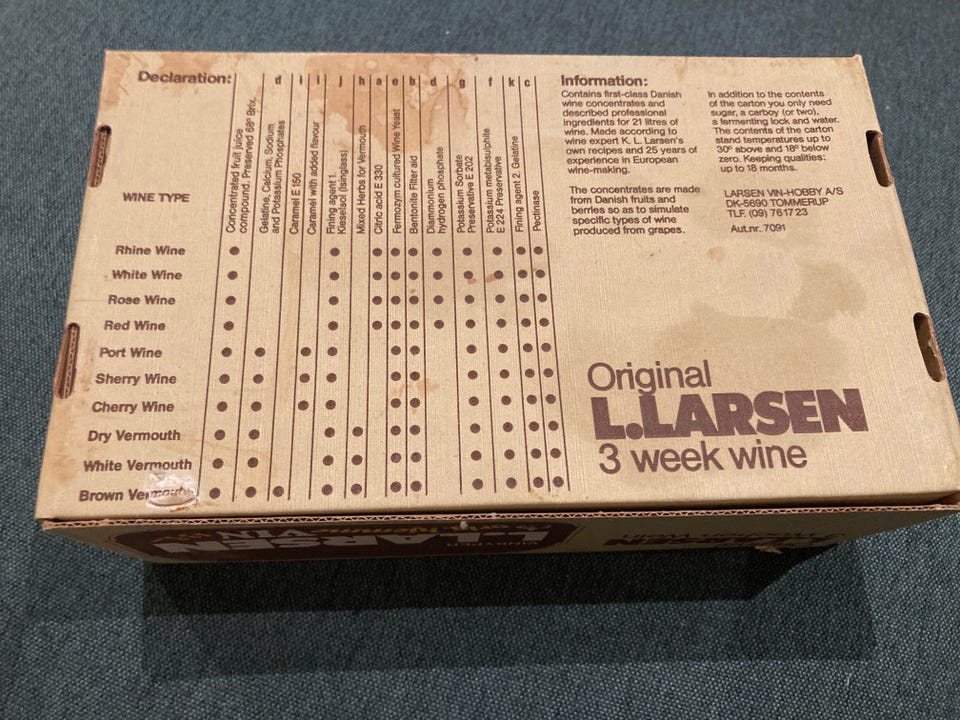 Declaration:
d i i j h a e b d g f k c
WINE TYPE
Concentrated fruit juice
compound. Preserved 68° Brix.
Gelatine, Calcium, Sodium
and Potassium Phosphates
Caramel E 150
Caramel with added flavour
Fining agent 1.
Kieselsol (Isinglass)
Mixed Herbs for Vermouth
Citric acid E 330
Fermozym cultured Wine Yeast
Bentonite Filter aid
Diammonium
hydrogen phosphate
Potassium Sorbate
Preservative E 202
Potassium metabisulphite
E 224 Preservative
Fining agent 2. Gelatine
Pectinase
Rhine Wine
White Wine
Rose Wine
Red Wine
Port Wine
Sherry Wine
Cherry Wine
Dry Vermouth
White Vermouth
Brown Vermouth
Information:
Contains first-class Danish
wine concentrates and
described professional
ingredients for 21 litres of
wine. Made according to
wine expert K. L. Larsen's
own recipes and 25 years of
experience in European
wine-making.
The concentrates are made
from Danish fruits and
berries so as to simulate
specific types of wine
produced from grapes.
In addition to the contents
of the carton you only need
sugar, a carboy (or two),
a fermenting lock and water.
The contents of the carton
stand temperatures up to
30° above and 18° below
zero. Keeping qualities:
up to 18 months.
LARSEN VIN-HOBBY A/S
DK-5690 TOMMERUP
TLF. (09) 76 17 23
Aut.nr. 7091
Original
L.LARSEN
3 week wine
L.LARSEN
L.LARSEN